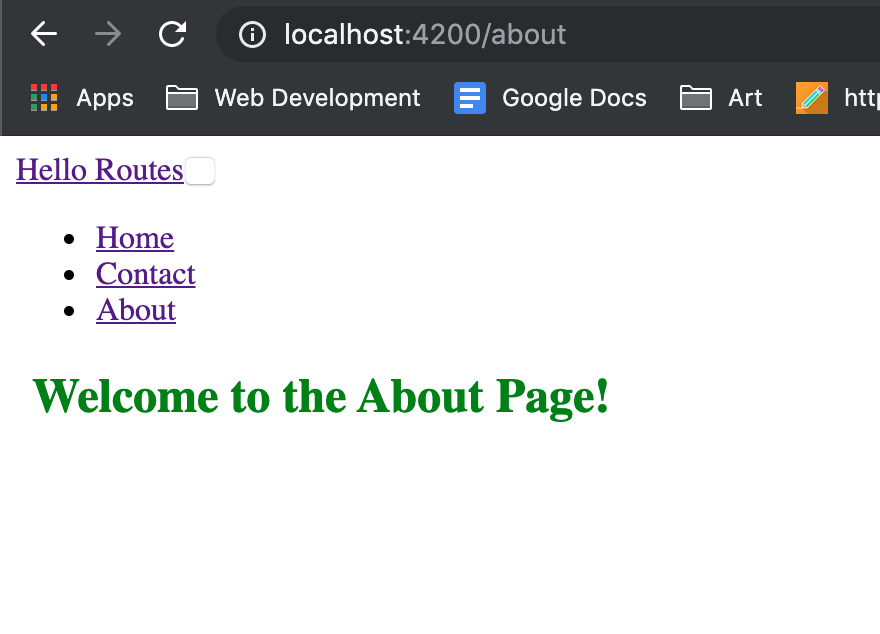 localhost:4200/about
Apps Web Development Google Docs Art http
Hello Routes
Home
Contact
About
Welcome to the About Page!